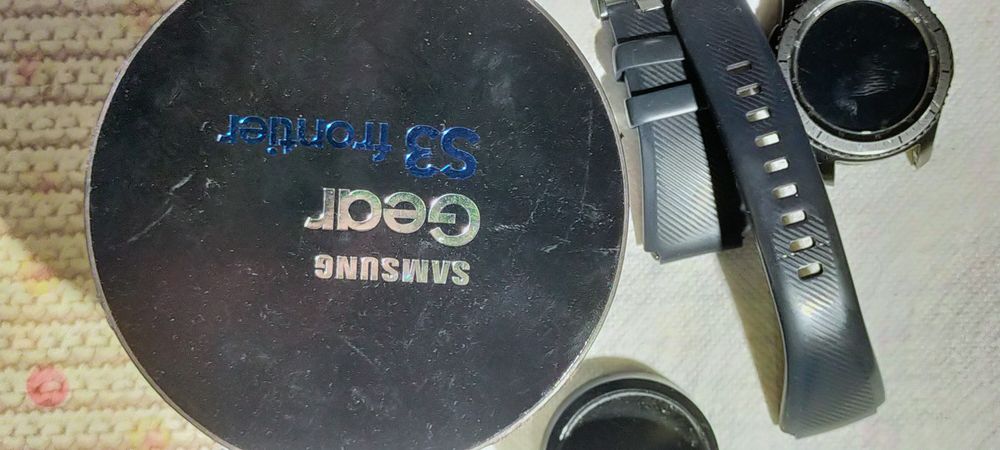 SAMSUNG
Gear
S3 frontier